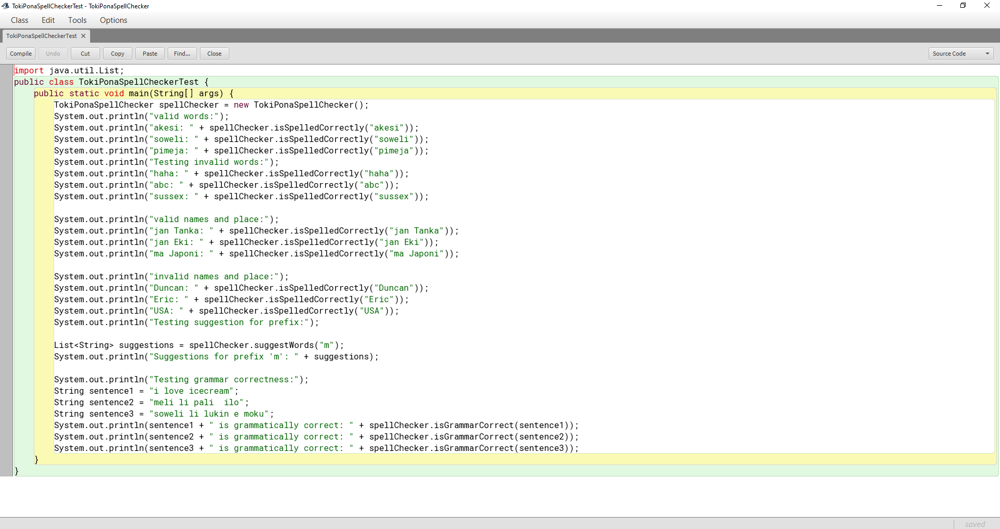 TokiPonaSpellCheckerTest - TokiPonaSpellChecker
Class Edit Tools Options
TokiPonaSpellCheckerTest
Compile Undo Cut Copy Paste Find... Close Source Code
import java.util.List;
public class TokiPonaSpellCheckerTest {
public static void main(String[] args) {
TokiPonaSpellChecker spellChecker = new TokiPonaSpellChecker();
System.out.println("valid words:");
System.out.println("akesi: " + spellChecker.isSpelledCorrectly("akesi"));
System.out.println("soweli: " + spellChecker.isSpelledCorrectly("soweli"));
System.out.println("pimeja: " + spellChecker.isSpelledCorrectly("pimeja"));
System.out.println("Testing invalid words:");
System.out.println("haha: " + spellChecker.isSpelledCorrectly("haha"));
System.out.println("abc: " + spellChecker.isSpelledCorrectly("abc"));
System.out.println("sussex: " + spellChecker.isSpelledCorrectly("sussex"));
System.out.println("valid names and place:");
System.out.println("jan Tanka: " + spellChecker.isSpelledCorrectly("jan Tanka"));
System.out.println("jan Eki: " + spellChecker.isSpelledCorrectly("jan Eki"));
System.out.println("ma Japoni: " + spellChecker.isSpelledCorrectly("ma Japoni"));
System.out.println("invalid names and place:");
System.out.println("Duncan: " + spellChecker.isSpelledCorrectly("Duncan"));
System.out.println("Eric: " + spellChecker.isSpelledCorrectly("Eric"));
System.out.println("USA: " + spellChecker.isSpelledCorrectly("USA"));
System.out.println("Testing suggestion for prefix:");
List<String> suggestions = spellChecker.suggestWords("m");
System.out.println("Suggestions for prefix 'm': " + suggestions);
System.out.println("Testing grammar correctness:");
String sentence1 = "i love icecream";
String sentence2 = "meli li pali  ilo";
String sentence3 = "soweli li lukin e moku";
System.out.println(sentence1 + " is grammatically correct: " + spellChecker.isGrammarCorrect(sentence1));
System.out.println(sentence2 + " is grammatically correct: " + spellChecker.isGrammarCorrect(sentence2));
System.out.println(sentence3 + " is grammatically correct: " + spellChecker.isGrammarCorrect(sentence3));
}
}
saved